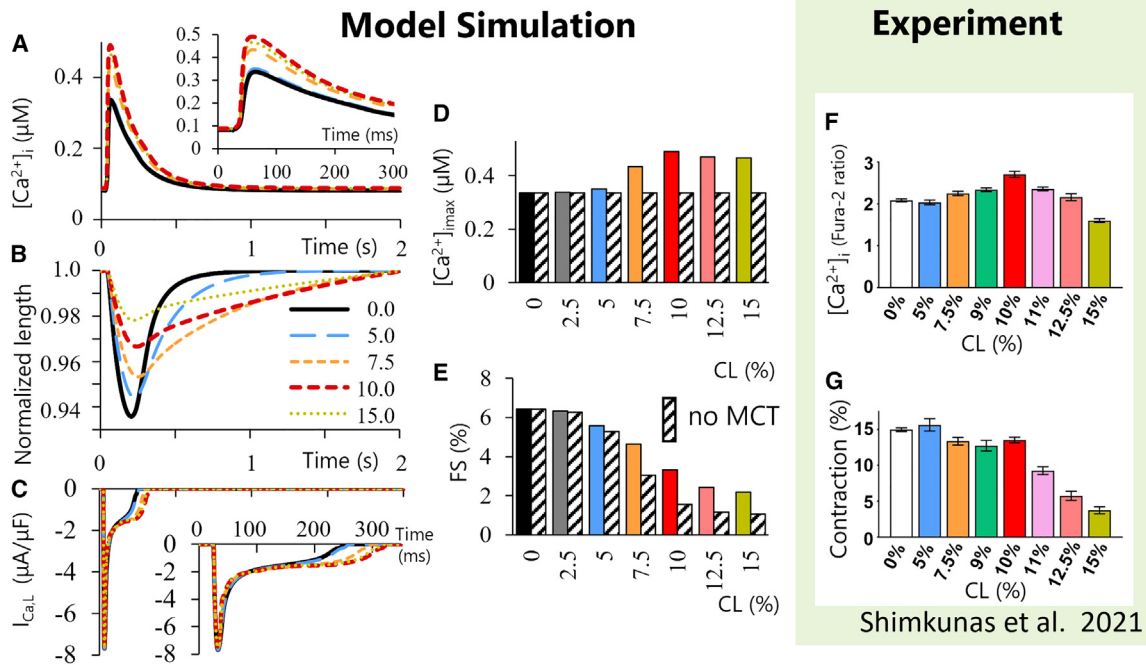 Model Simulation
Experiment
A
[Ca²⁺]ᵢ (μM)
0.4
0.2
0
0.5
0.4
0.3
0.2
0.1
0
Time (ms)
0 100 200 300
0 1 2
Time (s)
B
Normalized length
1.0
0.98
0.96
0.94
0.0
5.0
7.5
10.0
15.0
0 1 2
Time (s)
C
I_Ca,L (μA/μF)
0
-2
-4
-6
-8
0 100 200 300 Time
(ms)
0
-2
-4
-6
-8
D
[Ca²⁺]imax (μM)
0.4
0.2
0
0 2.5 5 7.5 10 12.5 15
CL (%)
E
FS (%)
8
6
4
2
0
no MCT
0 2.5 5 7.5 10 12.5 15
CL (%)
F
[Ca²⁺]ᵢ (Fura-2 ratio)
3
2
1
0
0% 5% 7.5% 9% 10% 11% 12.5% 15%
CL (%)
G
Contraction (%)
15
10
5
0
0% 5% 7.5% 9% 10% 11% 12.5% 15%
CL (%)
Shimkunas et al. 2021